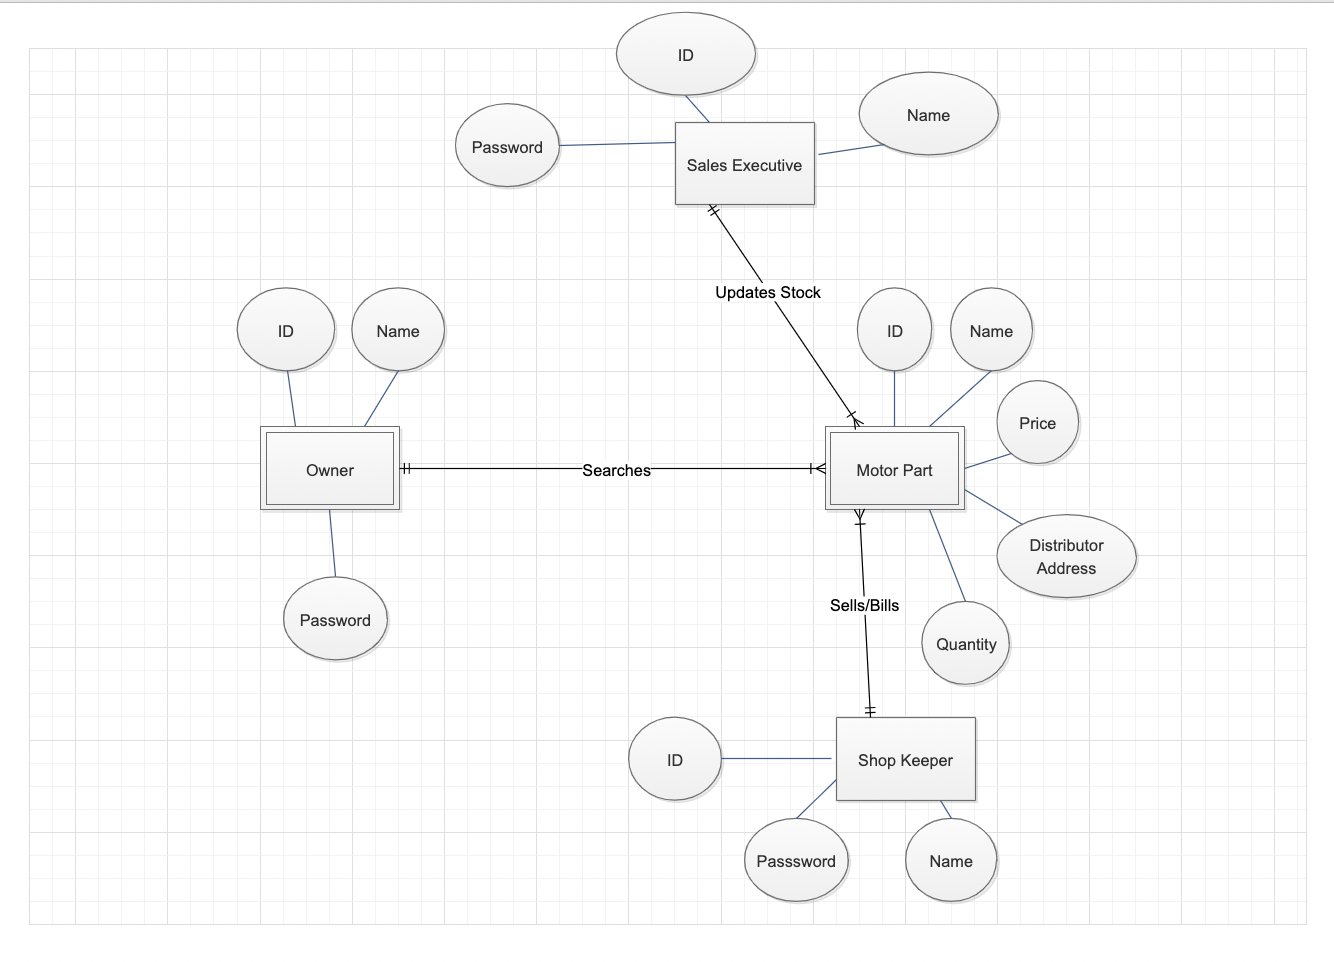 ID
Name
Password
Sales Executive
Updates Stock
ID
Name
ID
Name
Price
Owner
Searches
Motor Part
Distributor
Address
Sells/Bills
Password
Quantity
ID
Shop Keeper
Passsword
Name